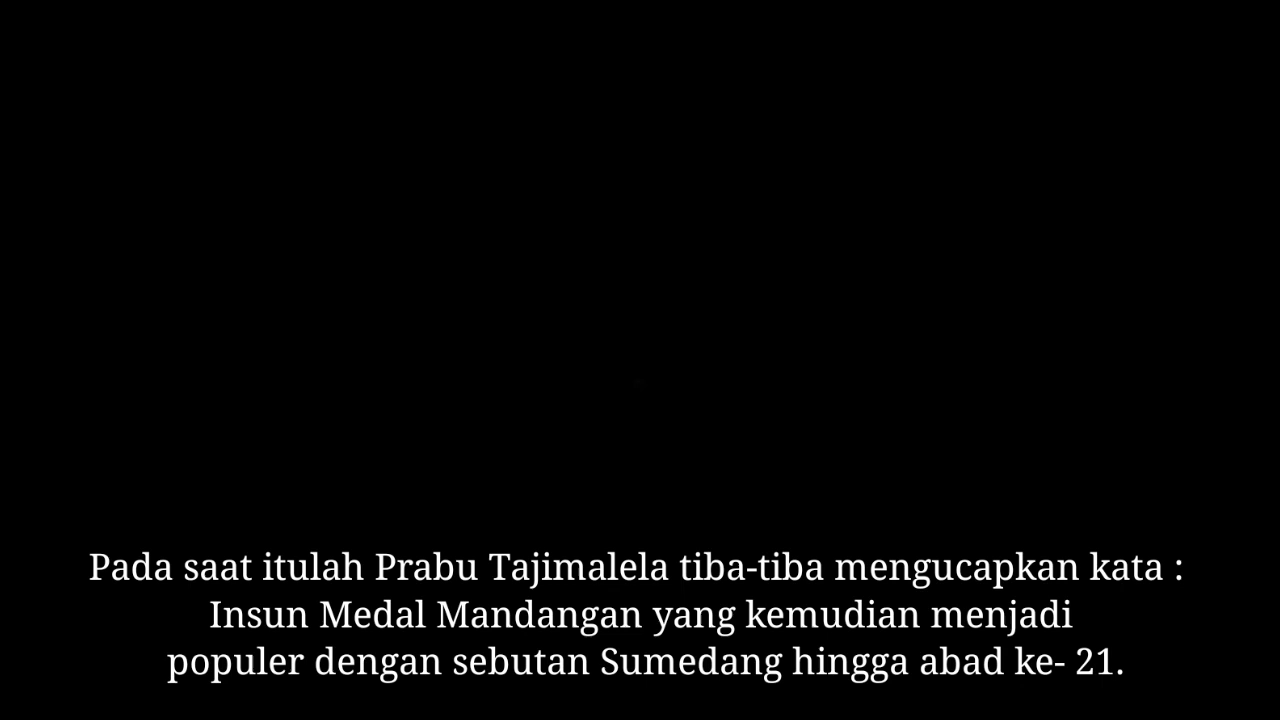 Pada saat itulah Prabu Tajimalela tiba-tiba mengucapkan kata :
Insun Medal Mandangan yang kemudian menjadi
populer dengan sebutan Sumedang hingga abad ke- 21.